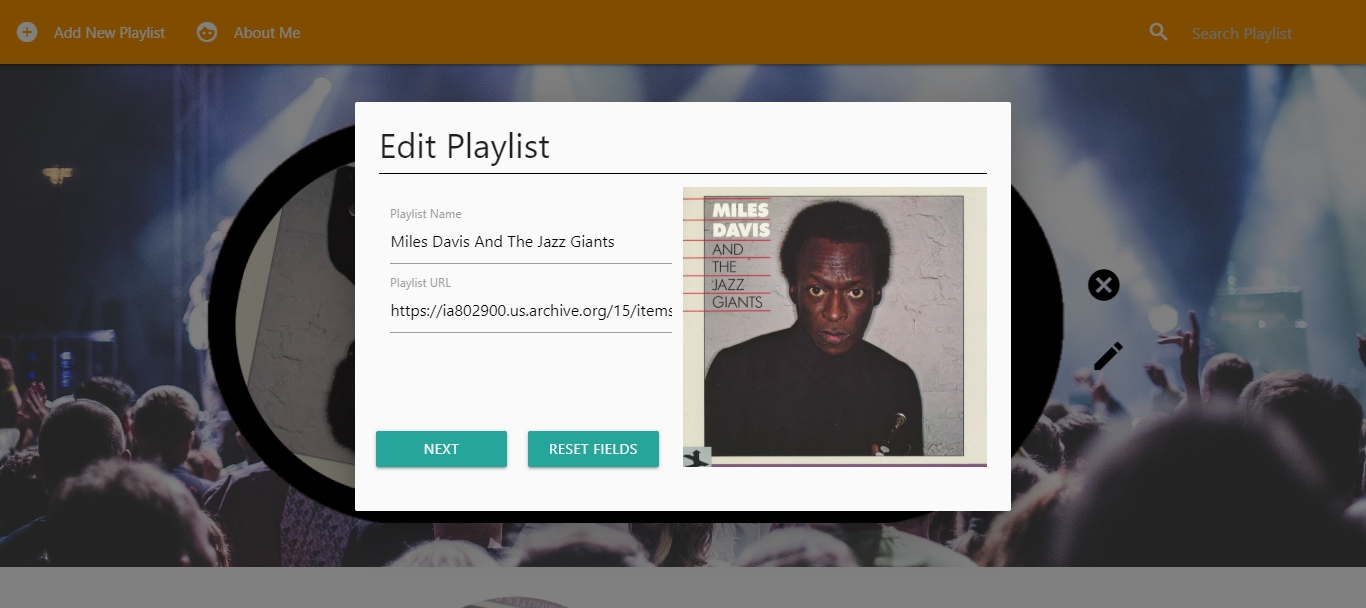 Add New Playlist
About Me
Search Playlist
Edit Playlist
Playlist Name
Miles Davis And The Jazz Giants
Playlist URL
https://ia802900.us.archive.org/15/items
NEXT
RESET FIELDS
MILES
DAVIS
AND
THE
JAZZ
GIANTS